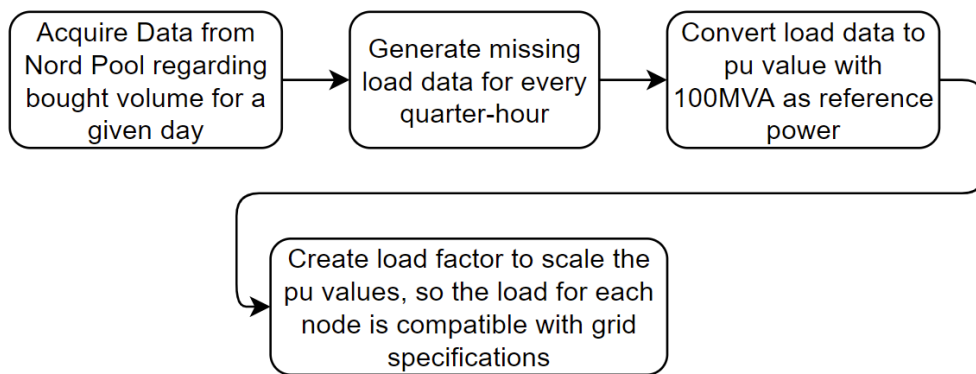 Acquire Data from
Nord Pool regarding
bought volume for a
given day
Generate missing
load data for every
quarter-hour
Convert load data to
pu value with
100MVA as reference
power
Create load factor to scale the
pu values, so the load for each
node is compatible with grid
specifications